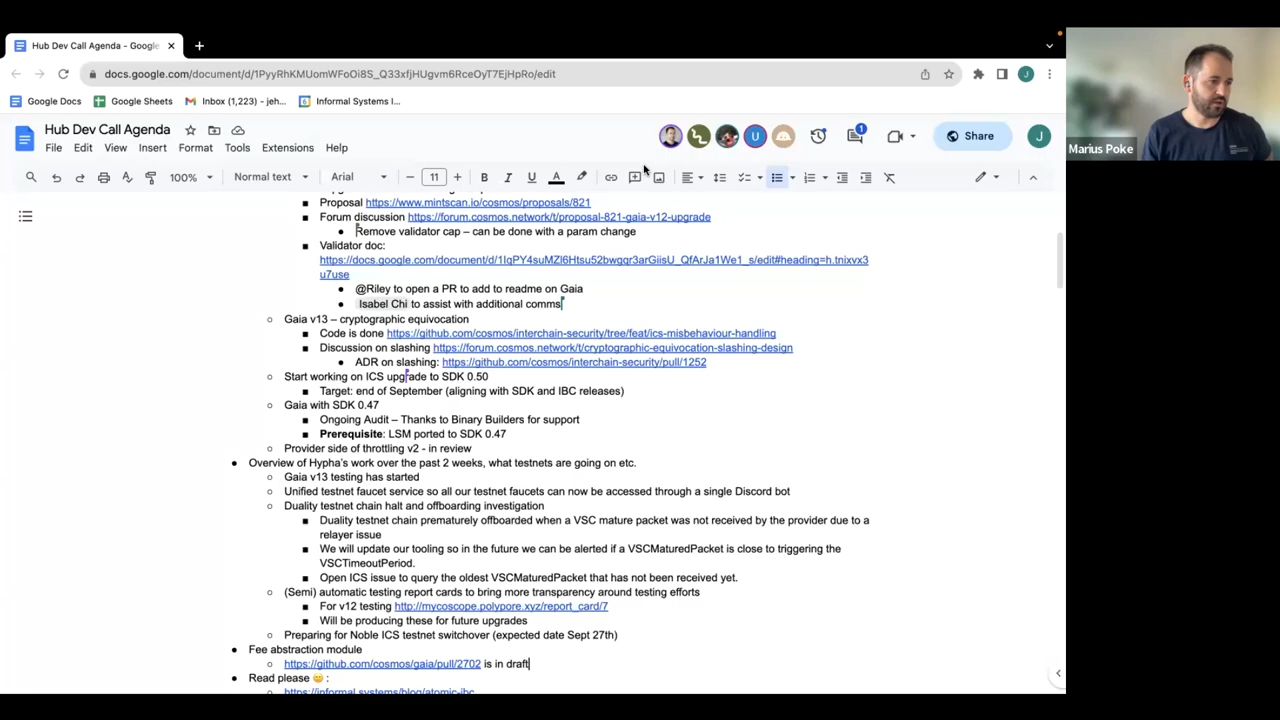 Hub Dev Call Agenda - Google
docs.google.com/document/d/1PyyRhKMUomWFoOi8S_Q33xfjHUgvm6RceOyT7EjHpRo/edit
Google Docs
Google Sheets
Inbox (1,223) - jeh...
Informal Systems I...
Hub Dev Call Agenda
File Edit View Insert Format Tools Extensions Help
U
1
Share
J
100%
Normal text
Arial
11
Proposal https://www.mintscan.io/cosmos/proposals/821
Forum discussion https://forum.cosmos.network/t/proposal-821-gaia-v12-upgrade
Remove validator cap – can be done with a param change
Validator doc:
https://docs.google.com/document/d/1IqPY4suMZl6Htsu52bwgqr3arGiisU_QfArJa1We1_s/edit#heading=h.tnixvx3
u7use
@Riley to open a PR to add to readme on Gaia
Isabel Chi to assist with additional comms
Gaia v13 – cryptographic equivocation
Code is done https://github.com/cosmos/interchain-security/tree/feat/ics-misbehaviour-handling
Discussion on slashing https://forum.cosmos.network/t/cryptographic-equivocation-slashing-design
ADR on slashing: https://github.com/cosmos/interchain-security/pull/1252
Start working on ICS upgrade to SDK 0.50
Target: end of September (aligning with SDK and IBC releases)
Gaia with SDK 0.47
Ongoing Audit – Thanks to Binary Builders for support
Prerequisite: LSM ported to SDK 0.47
Provider side of throttling v2 - in review
Overview of Hypha's work over the past 2 weeks, what testnets are going on etc.
Gaia v13 testing has started
Unified testnet faucet service so all our testnet faucets can now be accessed through a single Discord bot
Duality testnet chain halt and offboarding investigation
Duality testnet chain prematurely offboarded when a VSC mature packet was not received by the provider due to a
relayer issue
We will update our tooling so in the future we can be alerted if a VSCMaturedPacket is close to triggering the
VSCTimeoutPeriod.
Open ICS issue to query the oldest VSCMaturedPacket that has not been received yet.
(Semi) automatic testing report cards to bring more transparency around testing efforts
For v12 testing http://mycoscope.polypore.xyz/report_card/7
Will be producing these for future upgrades
Preparing for Noble ICS testnet switchover (expected date Sept 27th)
Fee abstraction module
https://github.com/cosmos/gaia/pull/2702 is in draft
Read please 🙂 :
https://informal.systems/blog/atomic-ibc
Marius Poke